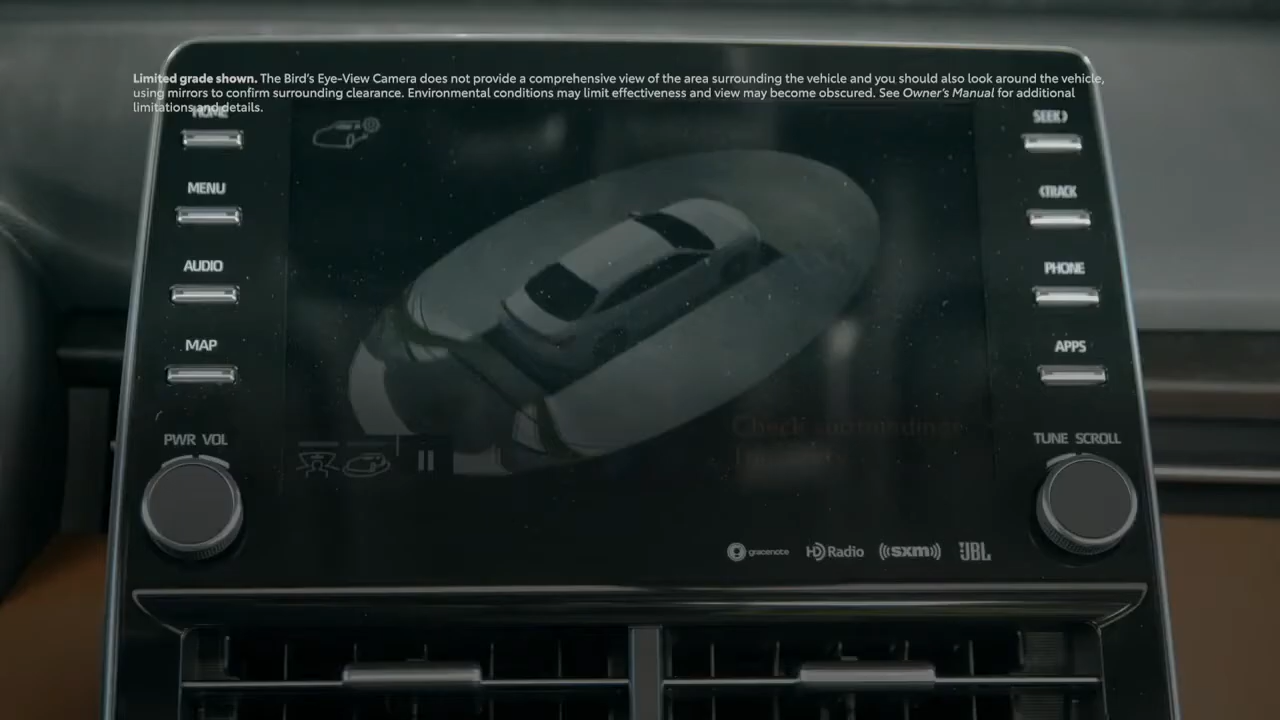 Limited grade shown. The Bird's Eye-View Camera does not provide a comprehensive view of the area surrounding the vehicle and you should also look around the vehicle,
using mirrors to confirm surrounding clearance. Environmental conditions may limit effectiveness and view may become obscured. See Owner's Manual for additional
limitations and details.
HOME
SEEK
MENU
TRACK
AUDIO
PHONE
MAP
APPS
Check surroundings
PWR VOL
TUNE SCROLL
gracenote
HD Radio
((sxm))
JBL